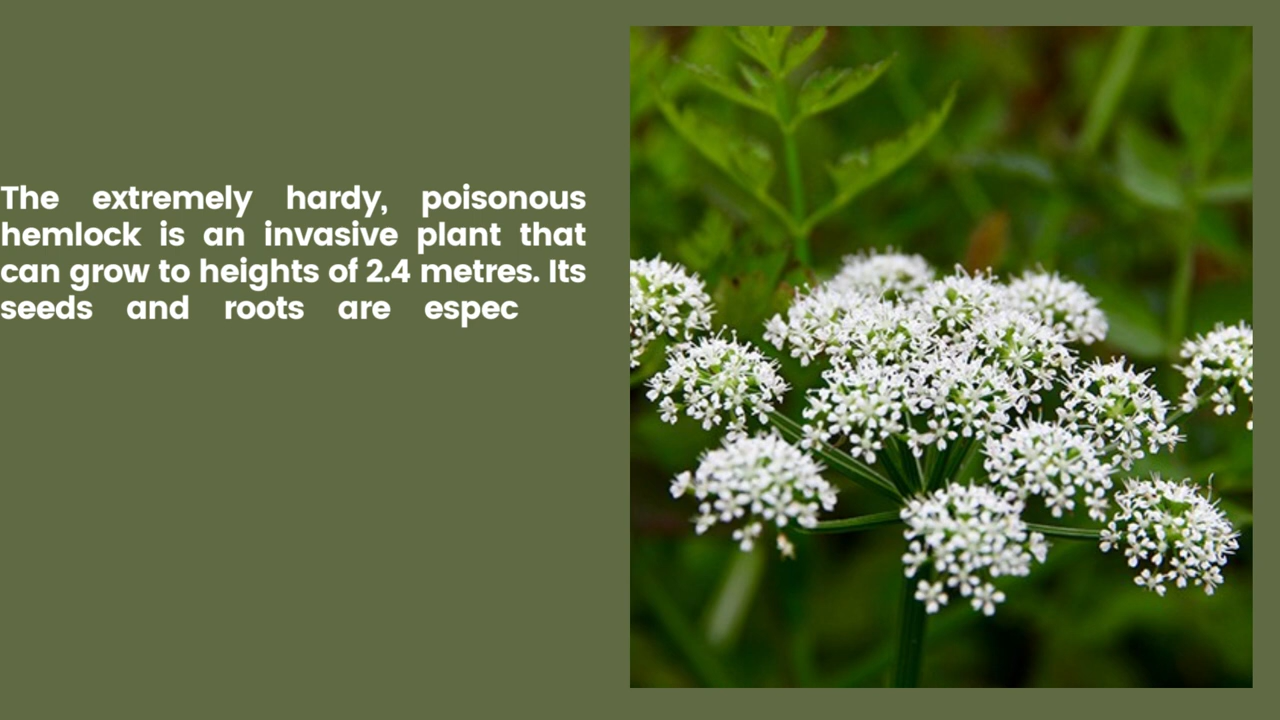 The extremely hardy, poisonous
hemlock is an invasive plant that
can grow to heights of 2.4 metres. Its
seeds and roots are espec